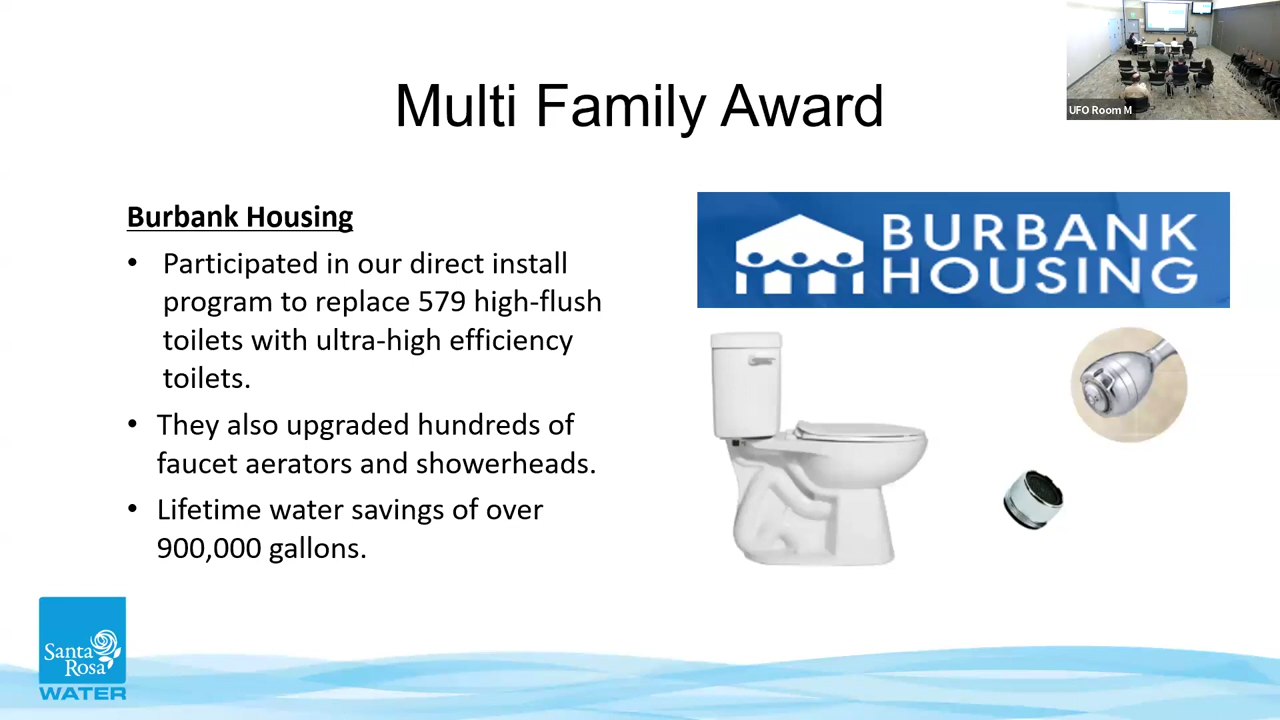 UFO Room M
Multi Family Award
Burbank Housing
• Participated in our direct install
program to replace 579 high-flush
toilets with ultra-high efficiency
toilets.
• They also upgraded hundreds of
faucet aerators and showerheads.
• Lifetime water savings of over
900,000 gallons.
BURBANK
HOUSING
Santa
Rosa
WATER